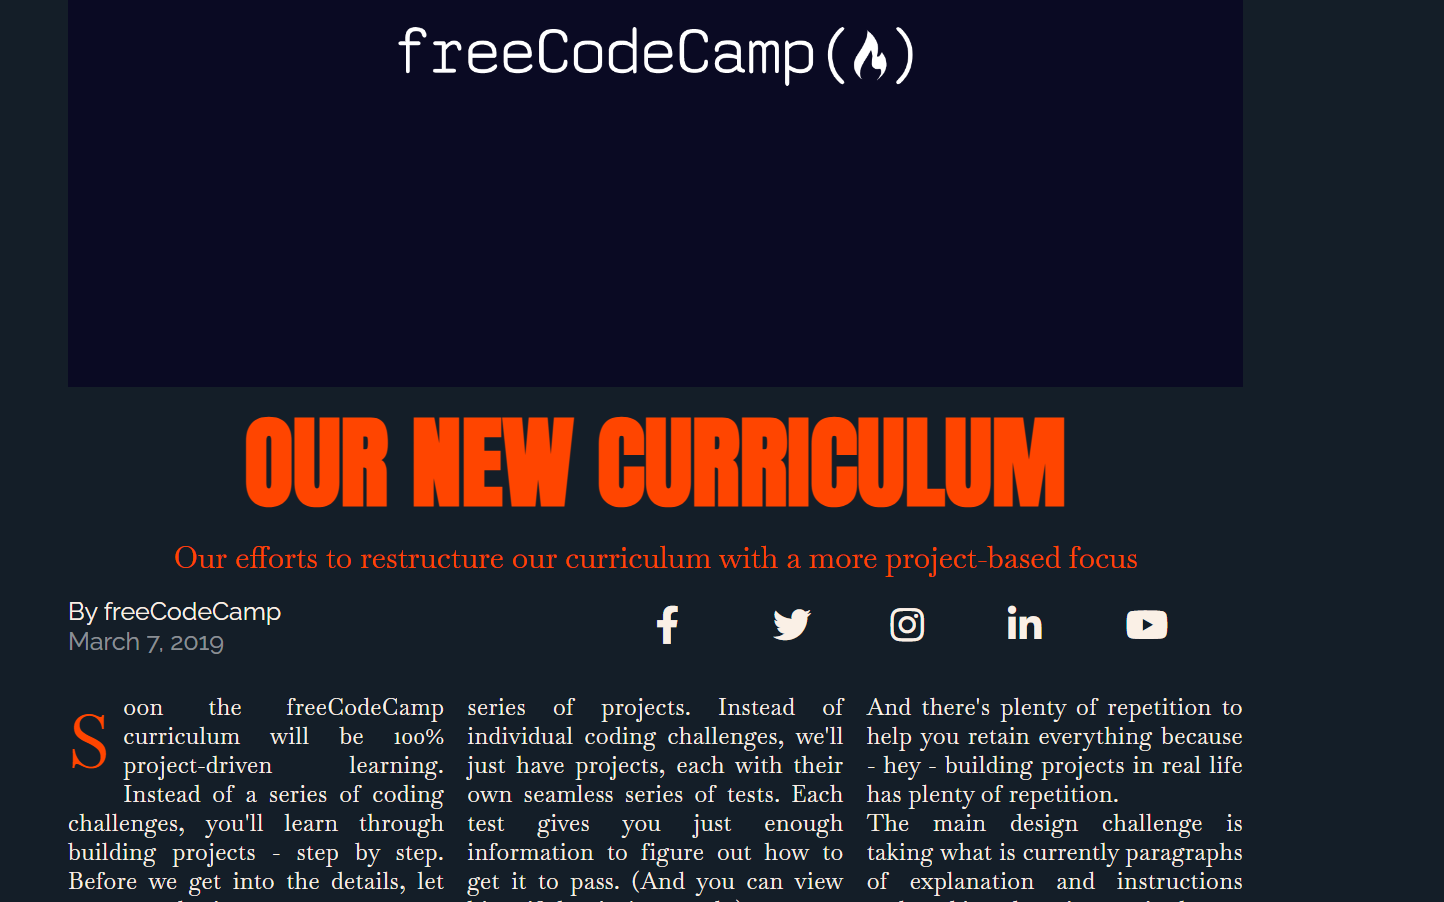 freeCodeCamp( )
OUR NEW CURRICULUM
Our efforts to restructure our curriculum with a more project-based focus
By freeCodeCamp
March 7, 2019
Soon the freeCodeCamp
curriculum will be 100%
project-driven learning.
Instead of a series of coding
challenges, you'll learn through
building projects - step by step.
Before we get into the details, let
series of projects. Instead of
individual coding challenges, we'll
just have projects, each with their
own seamless series of tests. Each
test gives you just enough
information to figure out how to
get it to pass. (And you can view
And there's plenty of repetition to
help you retain everything because
- hey - building projects in real life
has plenty of repetition.
The main design challenge is
taking what is currently paragraphs
of explanation and instructions